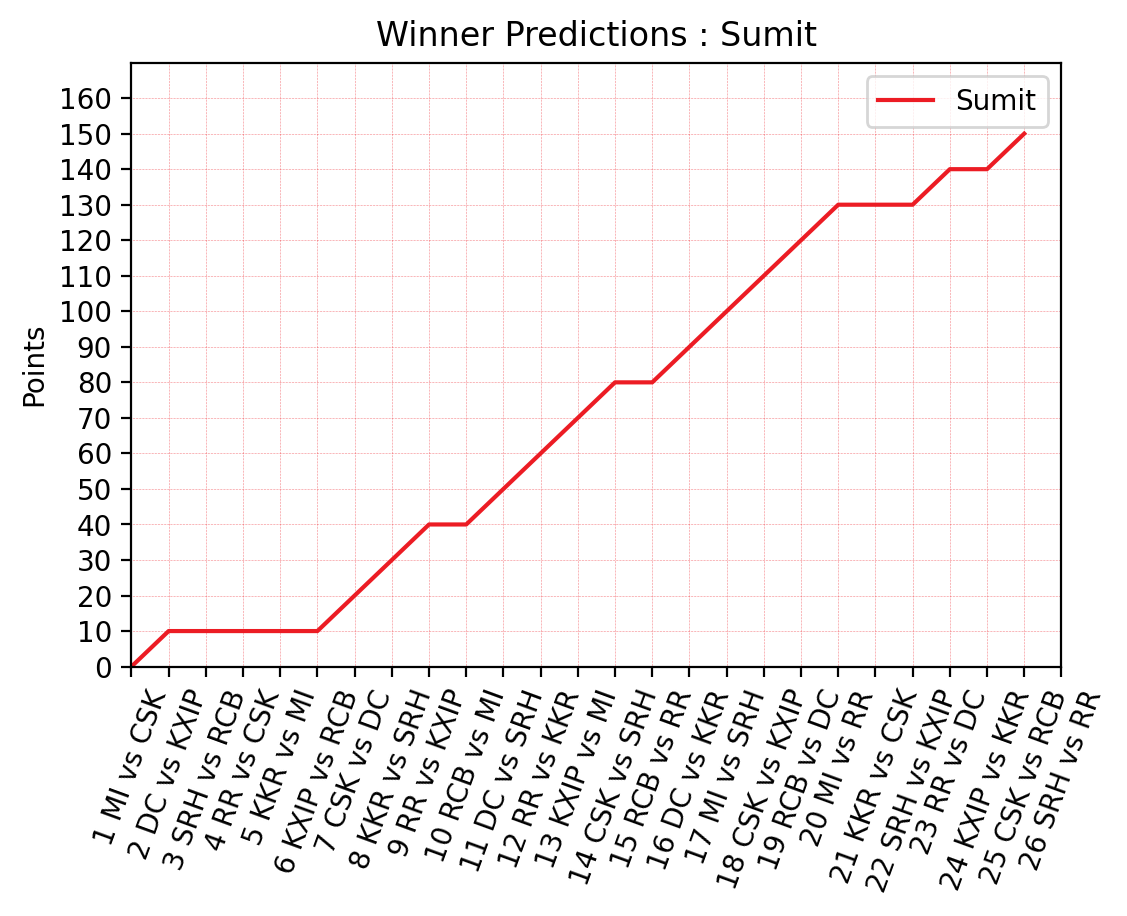 Winner Predictions : Sumit
Sumit
Points
160
150
140
130
120
110
100
90
80
70
60
50
40
30
20
10
0
1 MI vs CSK
2 DC vs KXIP
3 SRH vs RCB
4 RR vs CSK
5 KKR vs MI
6 KXIP vs RCB
7 CSK vs DC
8 KKR vs SRH
9 RR vs KXIP
10 RCB vs MI
11 DC vs SRH
12 RR vs KKR
13 KXIP vs MI
14 CSK vs SRH
15 RCB vs RR
16 DC vs KKR
17 MI vs SRH
18 CSK vs KXIP
19 RCB vs DC
20 MI vs RR
21 KKR vs CSK
22 SRH vs KXIP
23 RR vs DC
24 KXIP vs KKR
25 CSK vs RCB
26 SRH vs RR